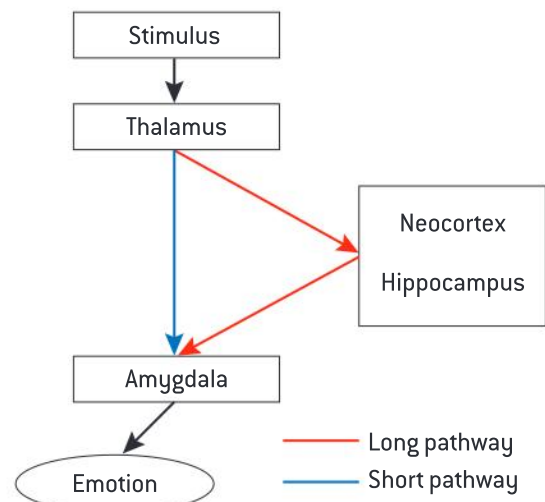 Stimulus
Thalamus
Neocortex
Hippocampus
Amygdala
Emotion
Long pathway
Short pathway